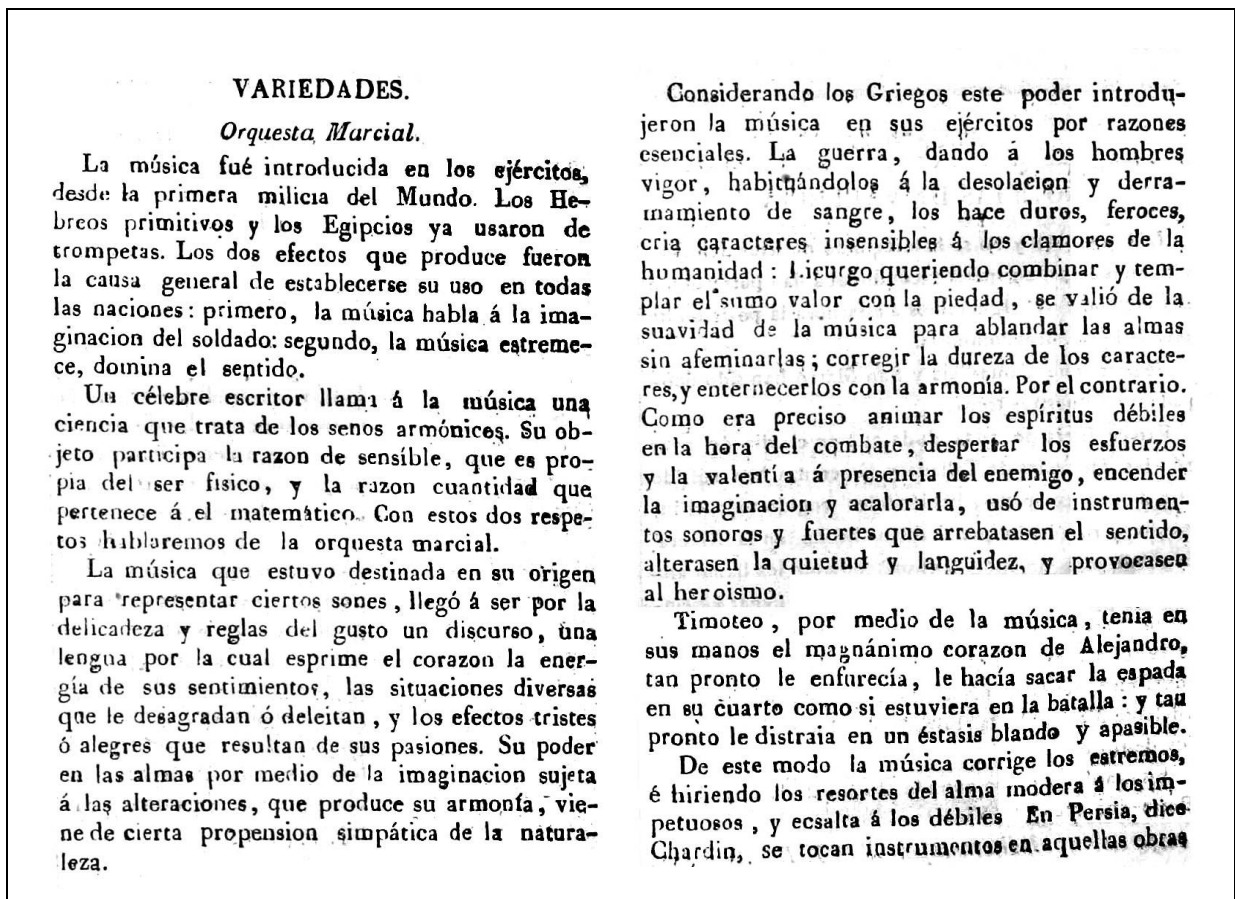 VARIEDADES.
Orquesta Marcial.
La música fué introducida en los ejércitos,
desde la primera milicia del Mundo. Los He-
breos primitivos y los Egipcios ya usaron de
trompetas. Los dos efectos que produce fueron
la causa general de establecerse su uso en todas
las naciones: primero, la música habla á la ima-
ginacion del soldado: segundo, la música estreme-
ce, domina el sentido.
Un célebre escritor llama á la música una
ciencia que trata de los senos armónicos. Su ob-
jeto participa la razon de sensíble, que es pro-
pia del ser fisico, y la razon cuantidad que
pertenece á el matemático. Con estos dos respe-
tos hablaremos de la orquesta marcial.
La música que estuvo destinada en su origen
para representar ciertos sones, llegó á ser por la
delicadeza y reglas del gusto un discurso, una
lengua por la cual esprime el corazon la ener-
gía de sus sentimientos, las situaciones diversas
que le desagradan ó deleitan, y los efectos tristes
ó alegres que resultan de sus pasiones. Su poder
en las almas por medio de la imaginacion sujeta
á las alteraciones, que produce su armonía, vie-
ne de cierta propension simpática de la natura-
leza.
Considerando los Griegos este poder introdu-
jeron la música en sus ejércitos por razones
esenciales. La guerra, dando á los hombres
vigor, habituándolos á la desolacion y derra-
mamiento de sangre, los hace duros, feroces,
cria caracteres insensibles á los clamores de la
humanidad: Licurgo queriendo combinar y tem-
plar el sumo valor con la piedad, se valió de la
suavidad de la música para ablandar las almas
sin afeminarlas; corregir la dureza de los caracte-
res, y enternecerlos con la armonía. Por el contrario.
Como era preciso animar los espíritus débiles
en la hora del combate, despertar los esfuerzos
y la valentía á presencia del enemigo, encender
la imaginacion y acalorarla, usó de instrumen-
tos sonoros y fuertes que arrebatasen el sentido,
alterasen la quietud y languidez, y provocasen
al heroismo.
Timoteo, por medio de la música, tenia en
sus manos el magnánimo corazon de Alejandro,
tan pronto le enfurecía, le hacía sacar la espada
en su cuarto como si estuviera en la batalla: y tan
pronto le distraia en un éstasis blando y apasible.
De este modo la música corrige los estremos,
é hiriendo los resortes del alma modera á los im-
petuosos, y ecsalta á los débiles En Persia, dice
Chardin, se tocan instrumentos en aquellas obras